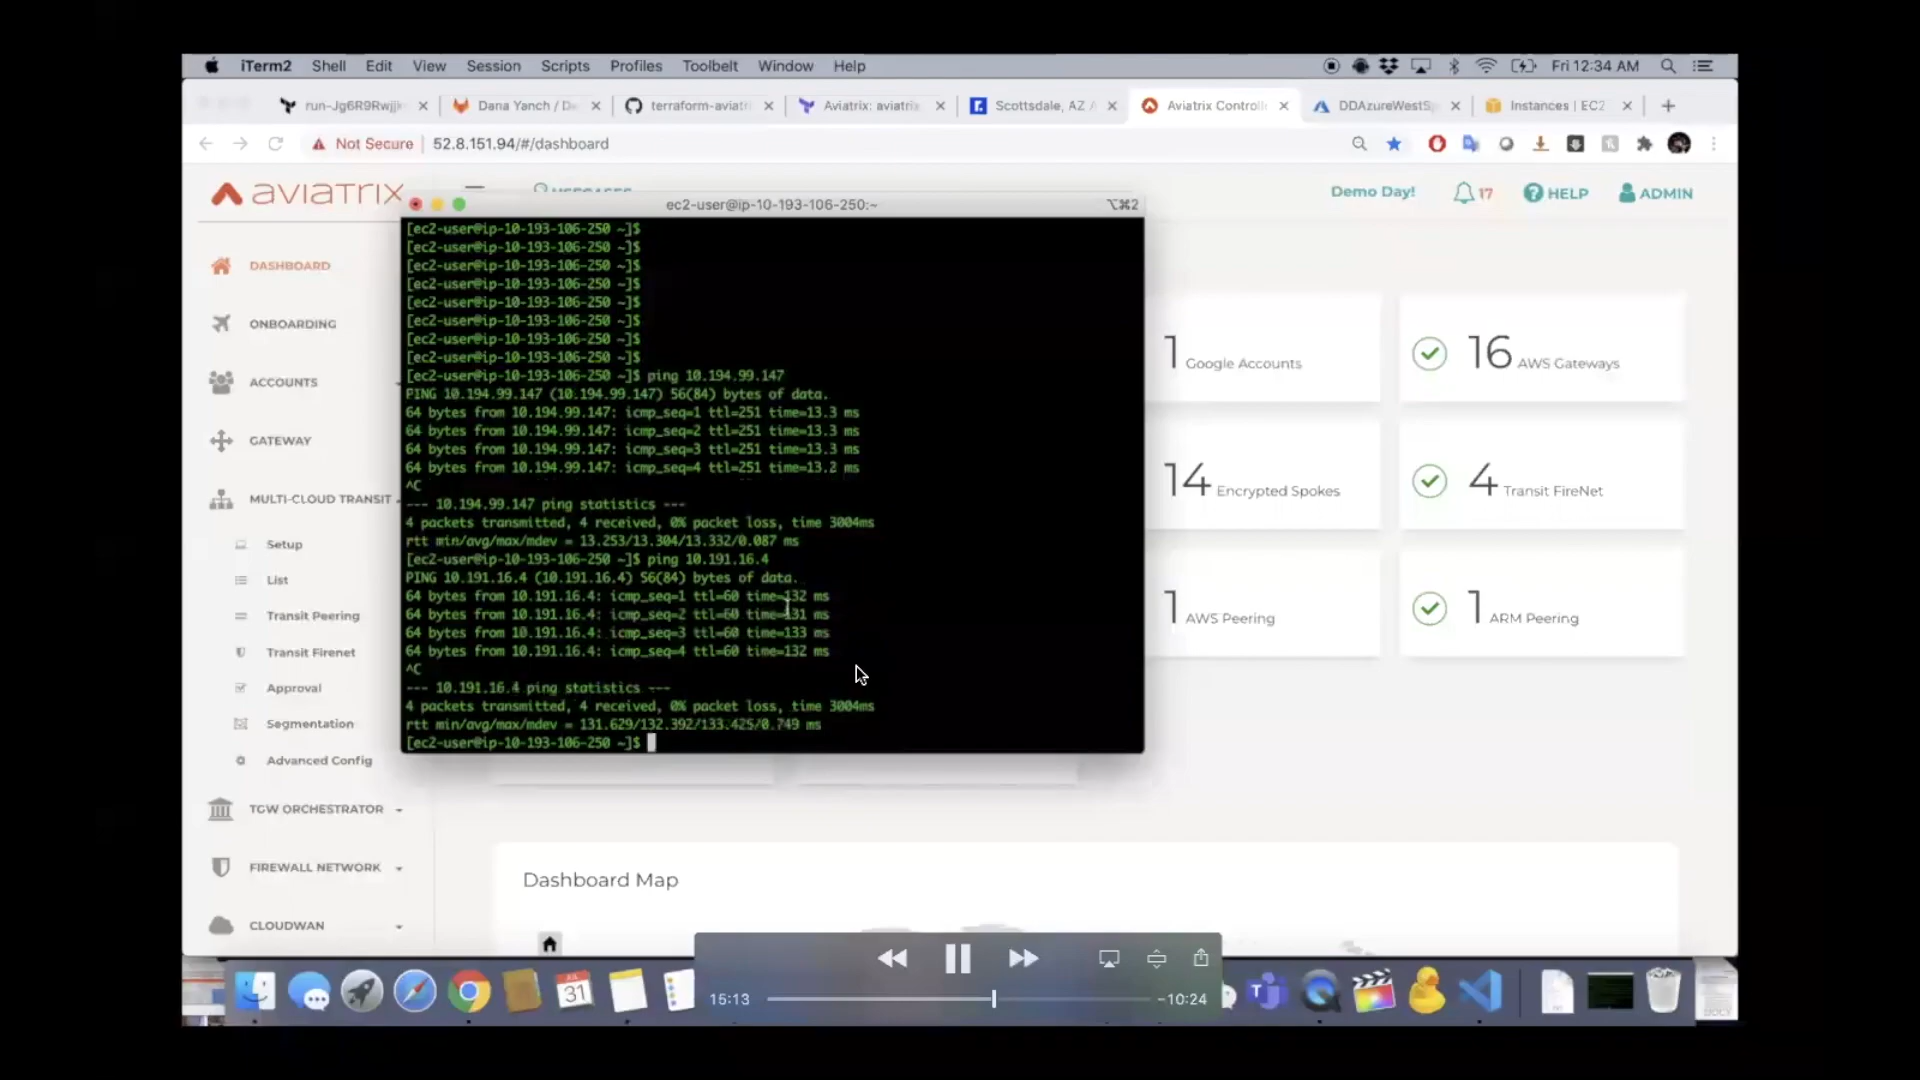 iTerm2 Shell Edit View Session Scripts Profiles Toolbelt Window Help Fri 12:34 AM
run-Jg6R9Rwjjk Dana Yanch / De terraform-aviatr Aviatrix: aviatrix Scottsdale, AZ Aviatrix Controll DDAzureWestSp Instances | EC2
Not Secure 52.8.151.94/#/dashboard
aviatrix USECASES Demo Day! 17 HELP ADMIN
ec2-user@ip-10-193-106-250:~ ⌥⌘2
[ec2-user@ip-10-193-106-250 ~]$
[ec2-user@ip-10-193-106-250 ~]$
[ec2-user@ip-10-193-106-250 ~]$
[ec2-user@ip-10-193-106-250 ~]$
[ec2-user@ip-10-193-106-250 ~]$
[ec2-user@ip-10-193-106-250 ~]$
[ec2-user@ip-10-193-106-250 ~]$
[ec2-user@ip-10-193-106-250 ~]$
[ec2-user@ip-10-193-106-250 ~]$ ping 10.194.99.147
PING 10.194.99.147 (10.194.99.147) 56(84) bytes of data.
64 bytes from 10.194.99.147: icmp_seq=1 ttl=251 time=13.3 ms
64 bytes from 10.194.99.147: icmp_seq=2 ttl=251 time=13.3 ms
64 bytes from 10.194.99.147: icmp_seq=3 ttl=251 time=13.3 ms
64 bytes from 10.194.99.147: icmp_seq=4 ttl=251 time=13.2 ms
^C
--- 10.194.99.147 ping statistics ---
4 packets transmitted, 4 received, 0% packet loss, time 3004ms
rtt min/avg/max/mdev = 13.253/13.304/13.332/0.087 ms
[ec2-user@ip-10-193-106-250 ~]$ ping 10.191.16.4
PING 10.191.16.4 (10.191.16.4) 56(84) bytes of data.
64 bytes from 10.191.16.4: icmp_seq=1 ttl=60 time=132 ms
64 bytes from 10.191.16.4: icmp_seq=2 ttl=60 time=131 ms
64 bytes from 10.191.16.4: icmp_seq=3 ttl=60 time=133 ms
64 bytes from 10.191.16.4: icmp_seq=4 ttl=60 time=132 ms
^C
--- 10.191.16.4 ping statistics ---
4 packets transmitted, 4 received, 0% packet loss, time 3004ms
rtt min/avg/max/mdev = 131.629/132.392/133.425/0.749 ms
[ec2-user@ip-10-193-106-250 ~]$
DASHBOARD
ONBOARDING
ACCOUNTS
GATEWAY
MULTI-CLOUD TRANSIT
Setup
List
Transit Peering
Transit Firenet
Approval
Segmentation
Advanced Config
TGW ORCHESTRATOR
FIREWALL NETWORK
CLOUDWAN
1 Google Accounts
16 AWS Gateways
14 Encrypted Spokes
4 Transit FireNet
1 AWS Peering
1 ARM Peering
Dashboard Map
15:13 -10:24
JUL
31